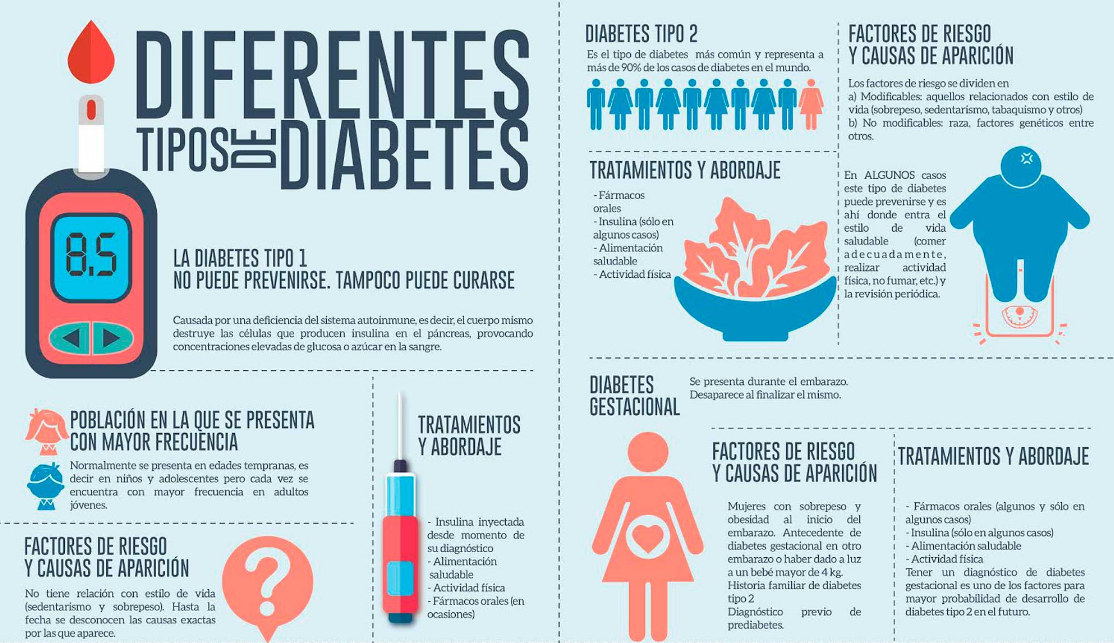 DIFERENTES
TIPOS DE DIABETES
8.5
LA DIABETES TIPO 1
NO PUEDE PREVENIRSE. TAMPOCO PUEDE CURARSE
Causada por una deficiencia del sistema autoinmune, es decir, el cuerpo mismo
destruye las células que producen insulina en el páncreas, provocando
concentraciones elevadas de glucosa o azúcar en la sangre.
POBLACIÓN EN LA QUE SE PRESENTA
CON MAYOR FRECUENCIA
Normalmente se presenta en edades tempranas, es
decir en niños y adolescentes pero cada vez se
encuentra con mayor frecuencia en adultos
jóvenes.
FACTORES DE RIESGO
Y CAUSAS DE APARICIÓN
No tiene relación con estilo de vida
(sedentarismo y sobrepeso). Hasta la
fecha se desconocen las causas exactas
por las que aparece.
?
TRATAMIENTOS
Y ABORDAJE
- Insulina inyectada
desde momento de
su diagnóstico
- Alimentación
saludable
- Actividad física
- Fármacos orales (en
ocasiones)
DIABETES TIPO 2
Es el tipo de diabetes más común y representa a
más de 90% de los casos de diabetes en el mundo.
TRATAMIENTOS Y ABORDAJE
- Fármacos
orales
- Insulina (sólo en
algunos casos)
- Alimentación
saludable
- Actividad física
FACTORES DE RIESGO
Y CAUSAS DE APARICIÓN
Los factores de riesgo se dividen en
a) Modificables: aquellos relacionados con estilo de
vida (sobrepeso, sedentarismo, tabaquismo y otros)
b) No modificables: raza, factores genéticos entre
otros.
En ALGUNOS casos
este tipo de diabetes
puede prevenirse y es
ahí donde entra el
estilo de vida
saludable (comer
adecuadamente,
realizar actividad
física, no fumar, etc.) y
la revisión periódica.
DIABETES
GESTACIONAL
Se presenta durante el embarazo.
Desaparece al finalizar el mismo.
FACTORES DE RIESGO
Y CAUSAS DE APARICIÓN
Mujeres con sobrepeso y
obesidad al inicio del
embarazo. Antecedente de
diabetes gestacional en otro
embarazo o haber dado a luz
a un bebé mayor de 4 kg.
Historia familiar de diabetes
tipo 2
Diagnóstico previo de
prediabetes.
TRATAMIENTOS Y ABORDAJE
- Fármacos orales (algunos y sólo en
algunos casos)
- Insulina (sólo en algunos casos)
- Alimentación saludable
- Actividad física
Tener un diagnóstico de diabetes
gestacional es uno de los factores para
mayor probabilidad de desarrollo de
diabetes tipo 2 en el futuro.